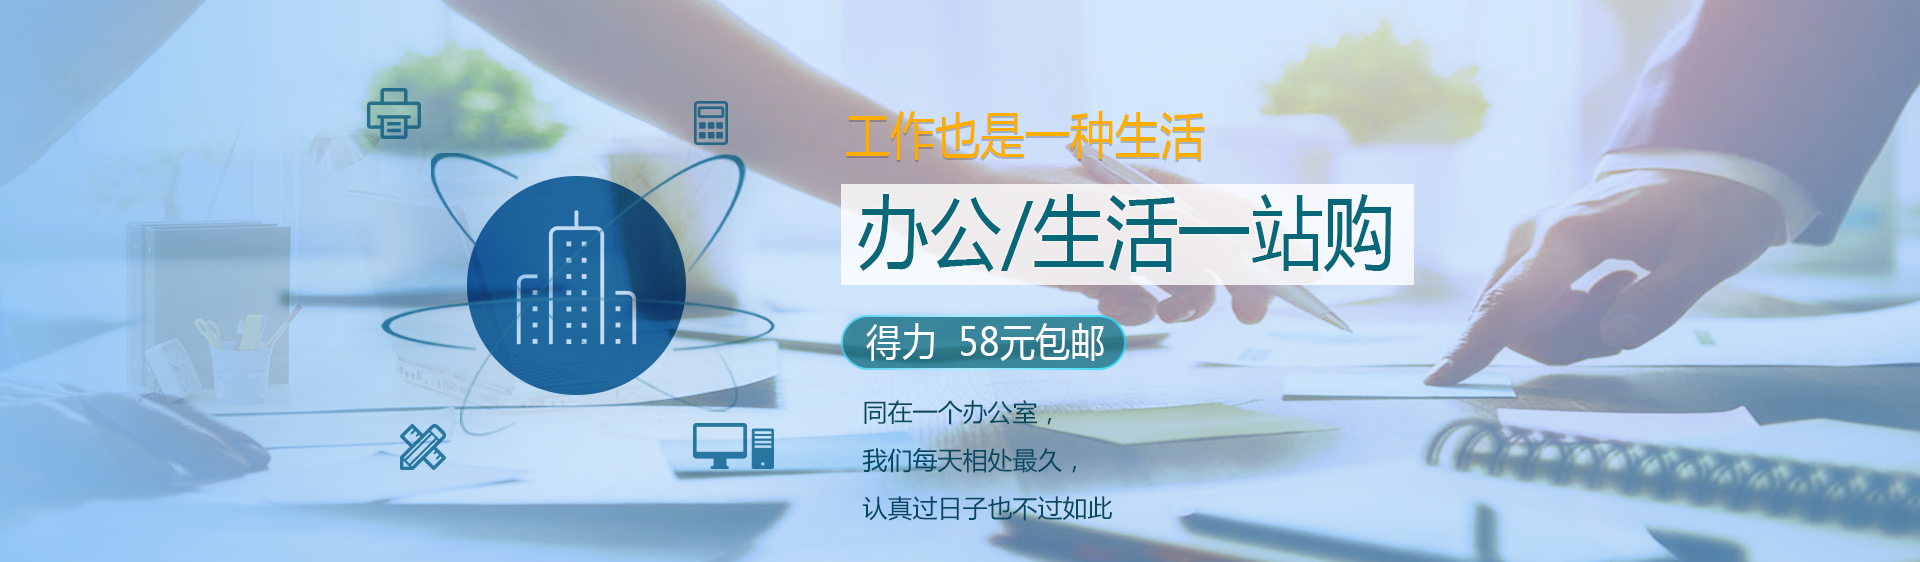 工作也是一种生活
办公/生活一站购
得力 58元包邮
同在一个办公室，
我们每天相处最久，
认真过日子也不过如此